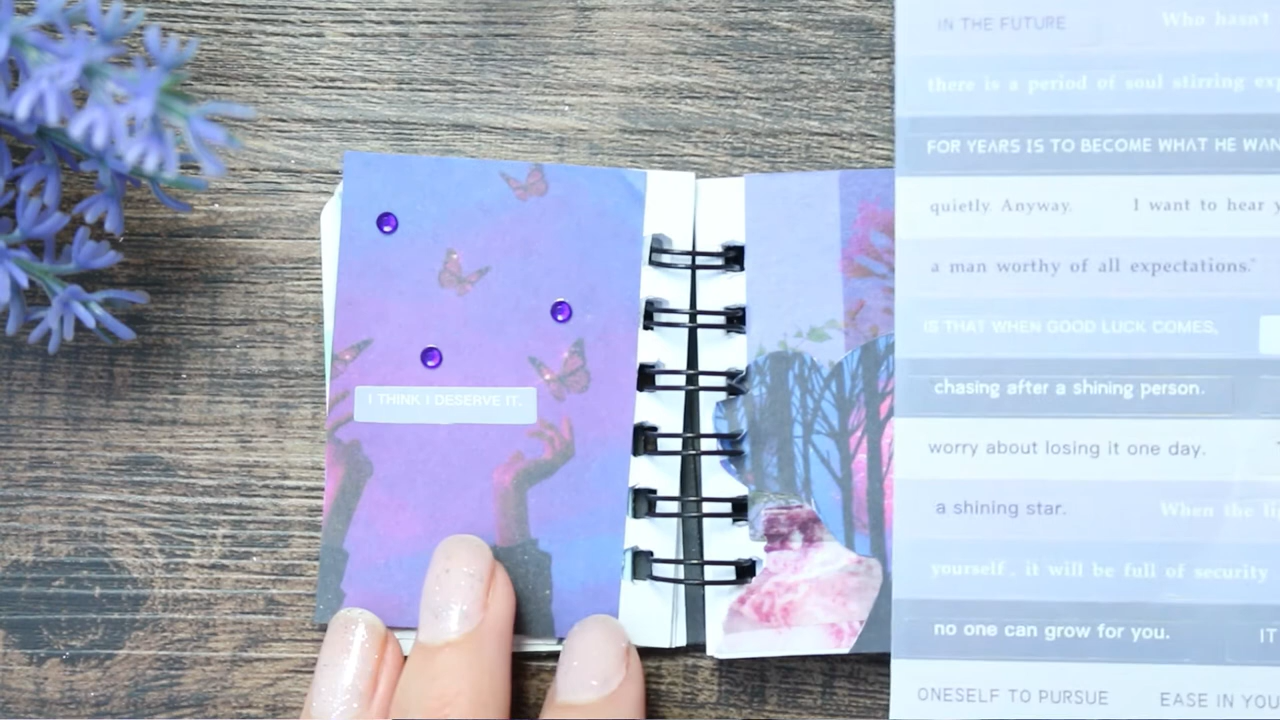 I THINK I DESERVE IT.
IN THE FUTURE Who hasn't
there is a period of soul stirring
FOR YEARS IS TO BECOME WHAT HE
quietly. Anyway. I want to hear
a man worthy of all expectations."
IS THAT WHEN GOOD LUCK COMES,
chasing after a shining person.
worry about losing it one day.
a shining star. When the
yourself , it will be full of security
no one can grow for you. IT
ONESELF TO PURSUE EASE IN